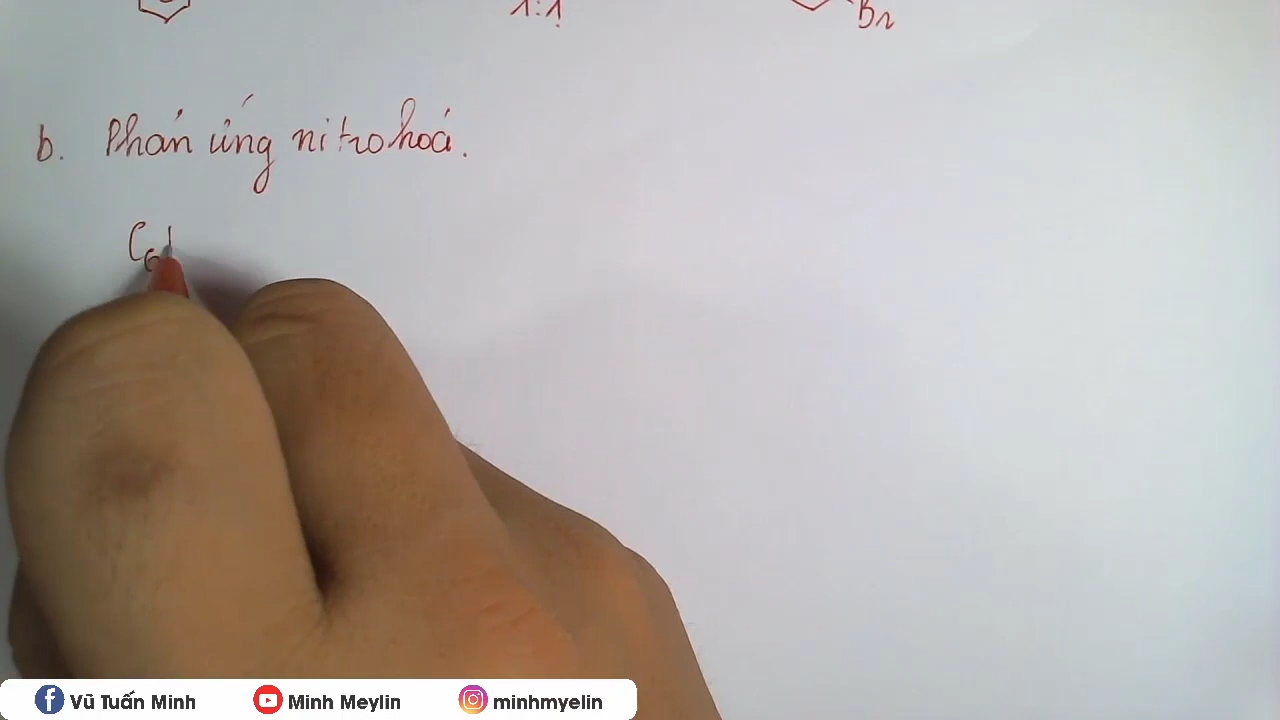 1:1 Br
b. Phản ứng nitro hoá.
C6
Vũ Tuấn Minh Minh Meylin minhmyelin